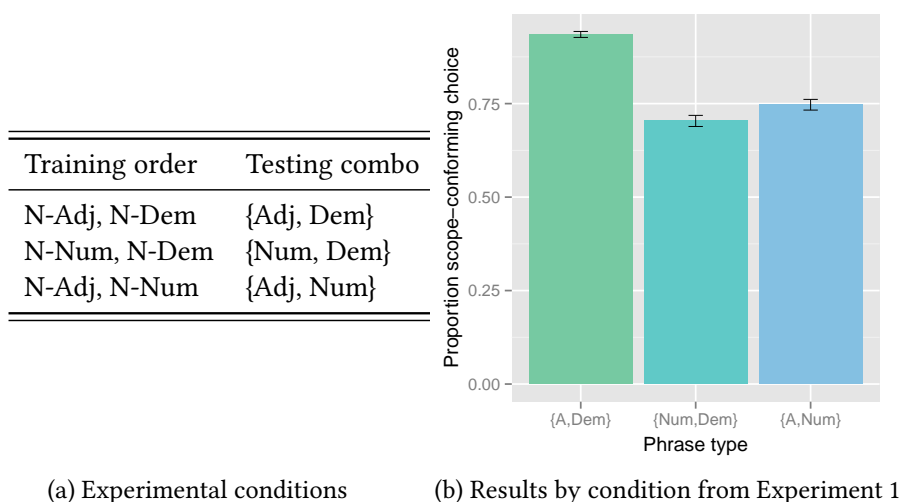 Training order Testing combo
N-Adj, N-Dem {Adj, Dem}
N-Num, N-Dem {Num, Dem}
N-Adj, N-Num {Adj, Num}
(a) Experimental conditions
Proportion scope−conforming choice
0.75
0.50
0.25
0.00
{A,Dem} {Num,Dem} {A,Num}
Phrase type
(b) Results by condition from Experiment 1